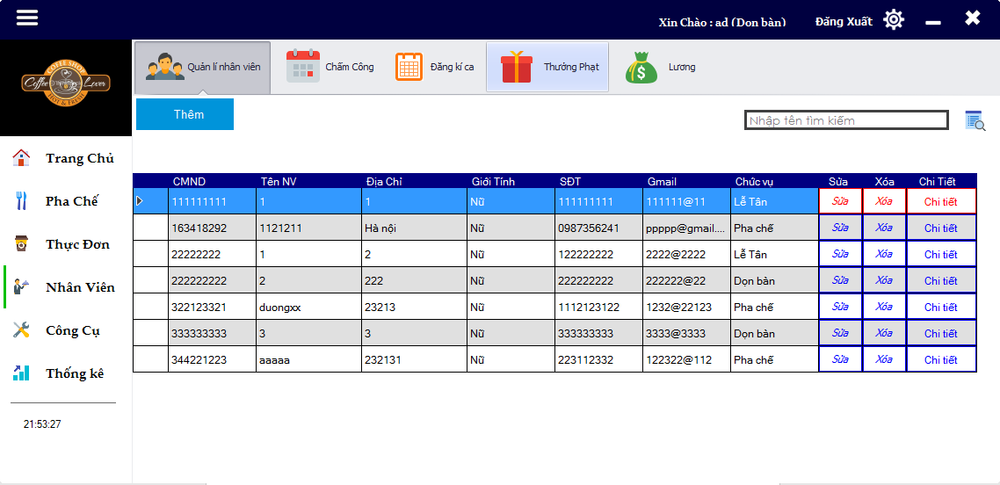 Xin Chào : ad (Dọn bàn)
Đăng Xuất
COFFEE SHOP
Coffee Lover
HOT & FRESH
Quản lí nhân viên
Chấm Công
Đăng kí ca
Thưởng Phạt
Lương
Thêm
Nhập tên tìm kiếm
Trang Chủ
Pha Chế
Thực Đơn
Nhân Viên
Công Cụ
Thống kê
21:53:27
CMND Tên NV Địa Chỉ Giới Tính SĐT Gmail Chức vụ Sửa Xóa Chi Tiết
111111111 1 1 Nữ 111111111 111111@11 Lễ Tân Sửa Xóa Chi tiết
163418292 1121211 Hà nội Nữ 0987356241 ppppp@gmail.... Pha chế Sửa Xóa Chi tiết
22222222 1 2 Nữ 122222222 2222@2222 Lễ Tân Sửa Xóa Chi tiết
222222222 2 222 Nữ 222222222 222222@22 Dọn bàn Sửa Xóa Chi tiết
322123321 duongxx 23213 Nữ 1112123122 1232@22123 Pha chế Sửa Xóa Chi tiết
333333333 3 3 Nữ 333333333 3333@3333 Dọn bàn Sửa Xóa Chi tiết
344221223 aaaaa 232131 Nữ 223112332 122322@112 Pha chế Sửa Xóa Chi tiết